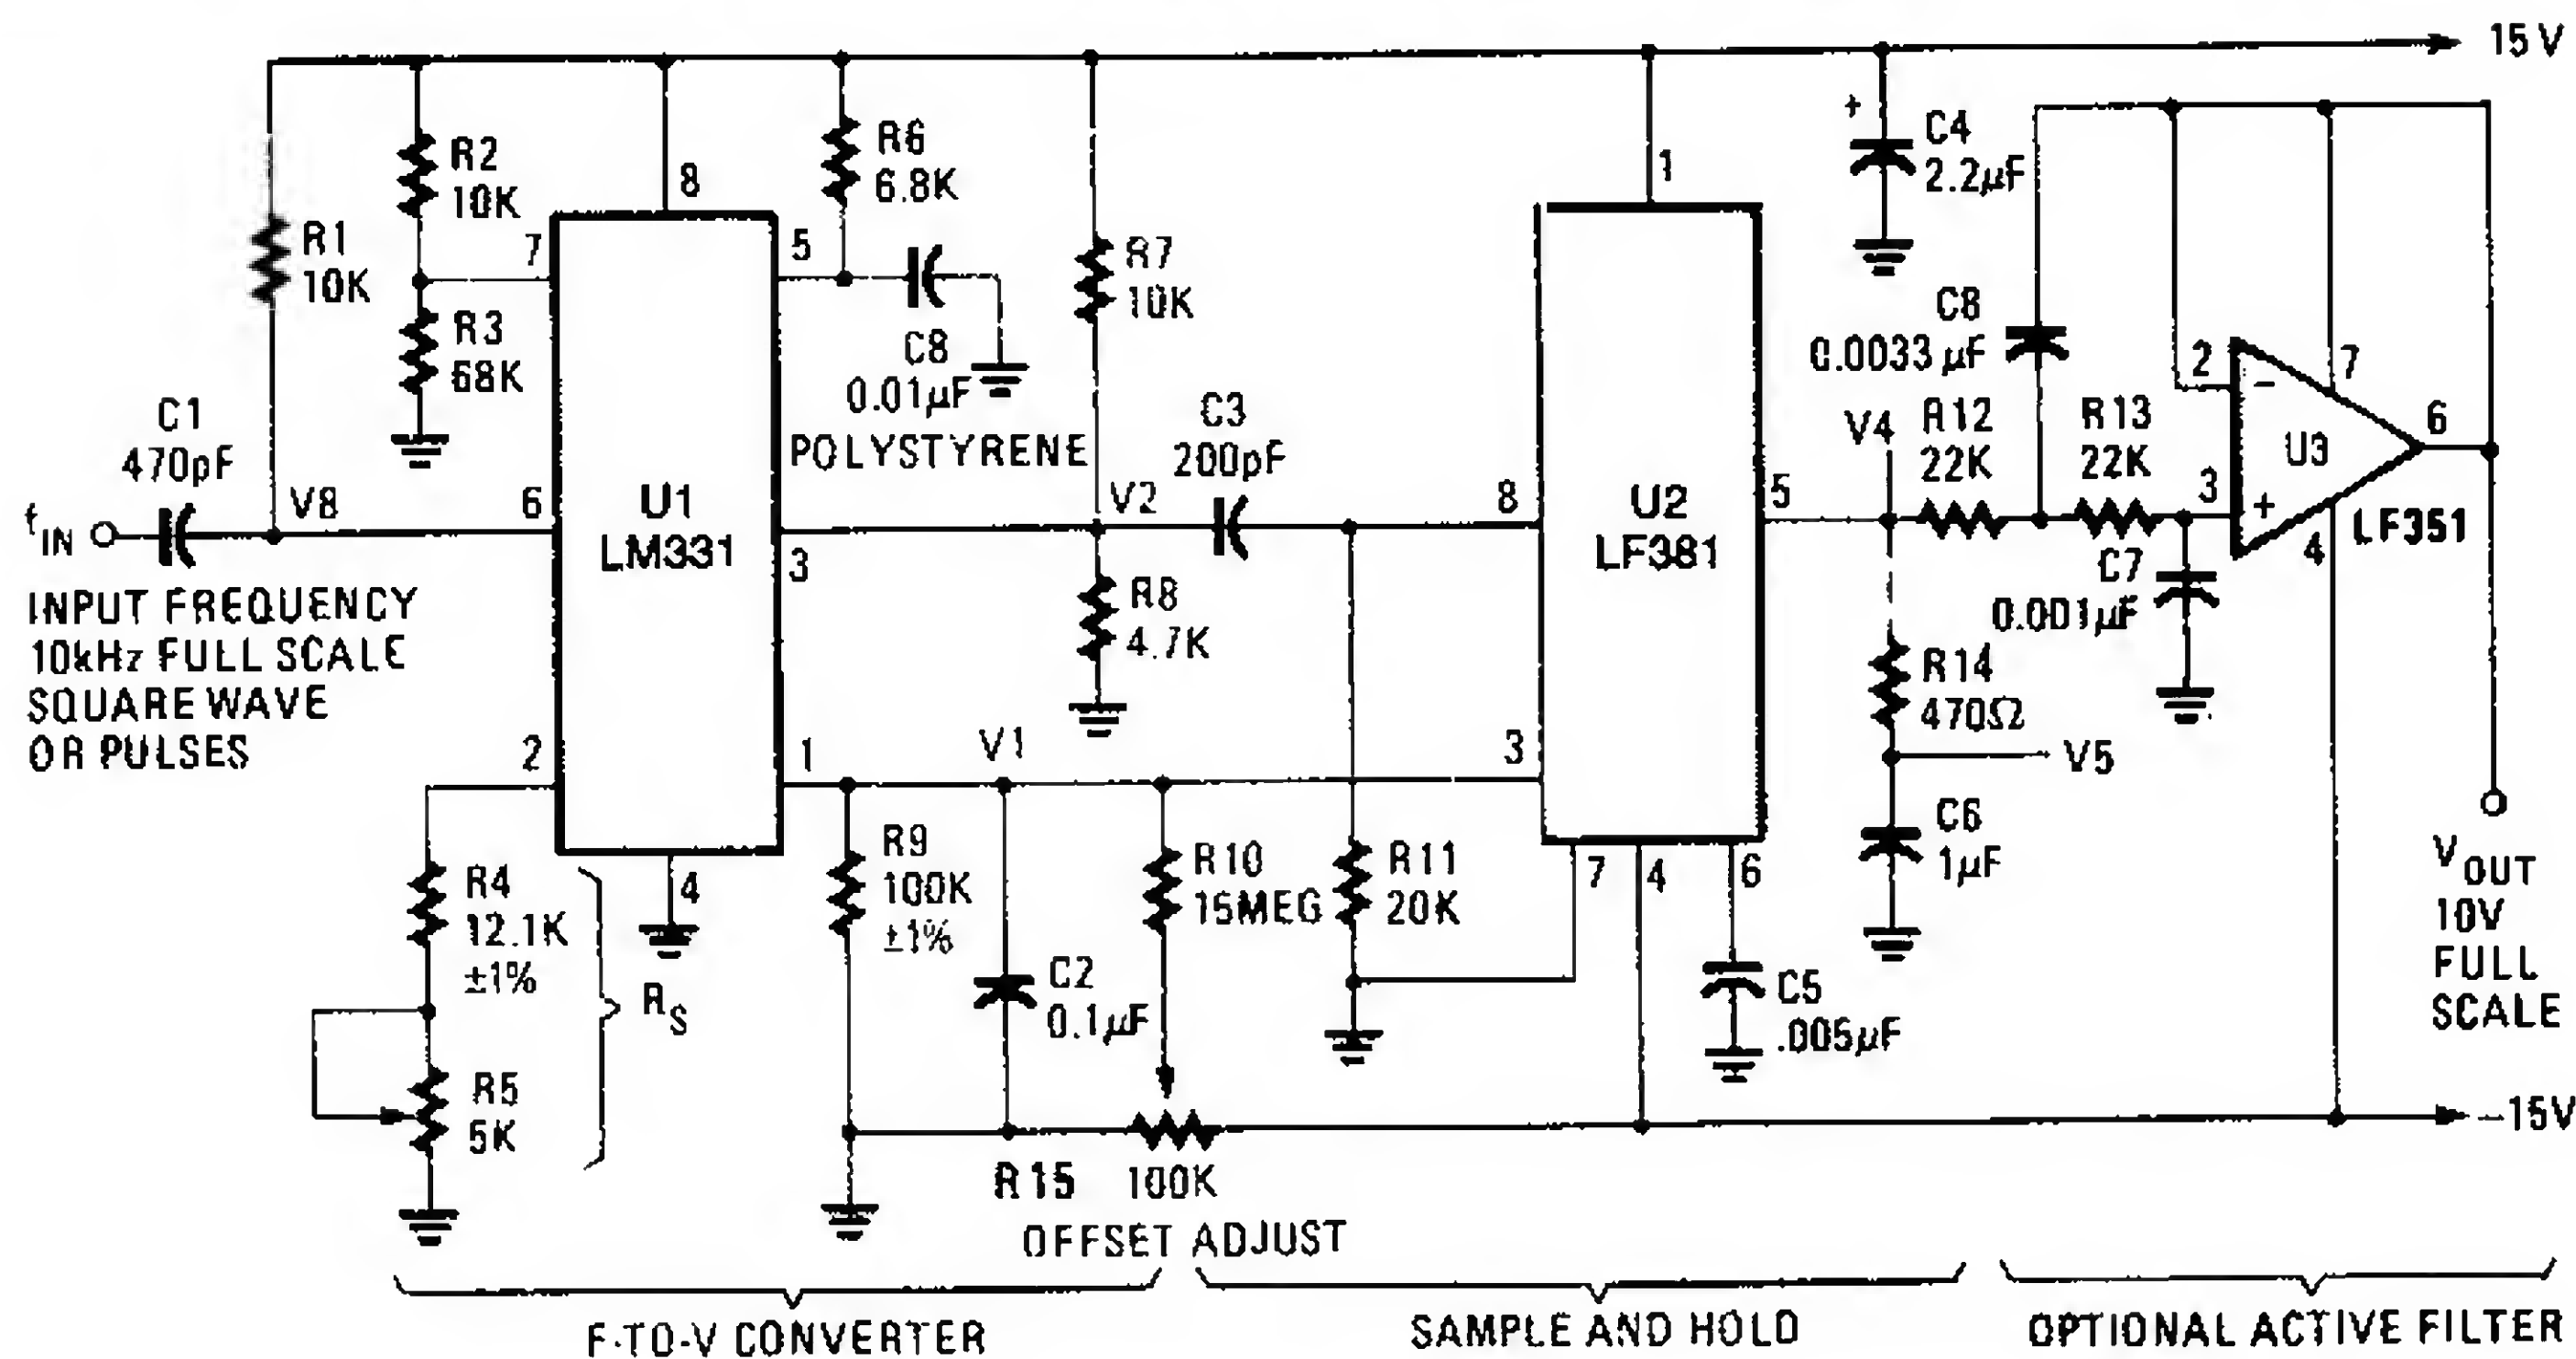 15V
R1
10K
R2
10K
R3
68K
C1
470pF
fIN
V8
INPUT FREQUENCY
10kHz FULL SCALE
SQUARE WAVE
OR PULSES
7
6
2
8
5
3
1
4
U1
LM331
R4
12.1K
±1%
R5
5K
RS
R6
6.8K
C8
0.01µF
POLYSTYRENE
R7
10K
V2
R8
4.7K
C3
200pF
V1
R9
100K
±1%
C2
0.1µF
R10
15MEG
R11
20K
R15 100K
OFFSET ADJUST
1
8
3
5
7
4
6
U2
LF381
C4
+
2.2µF
C5
.005µF
V4
R12
22K
R13
22K
C8
0.0033µF
C7
0.001µF
R14
470Ω
V5
C6
1µF
2
7
3
4
6
−
+
U3
LF351
VOUT
10V
FULL
SCALE
−15V
F-TO-V CONVERTER
SAMPLE AND HOLD
OPTIONAL ACTIVE FILTER